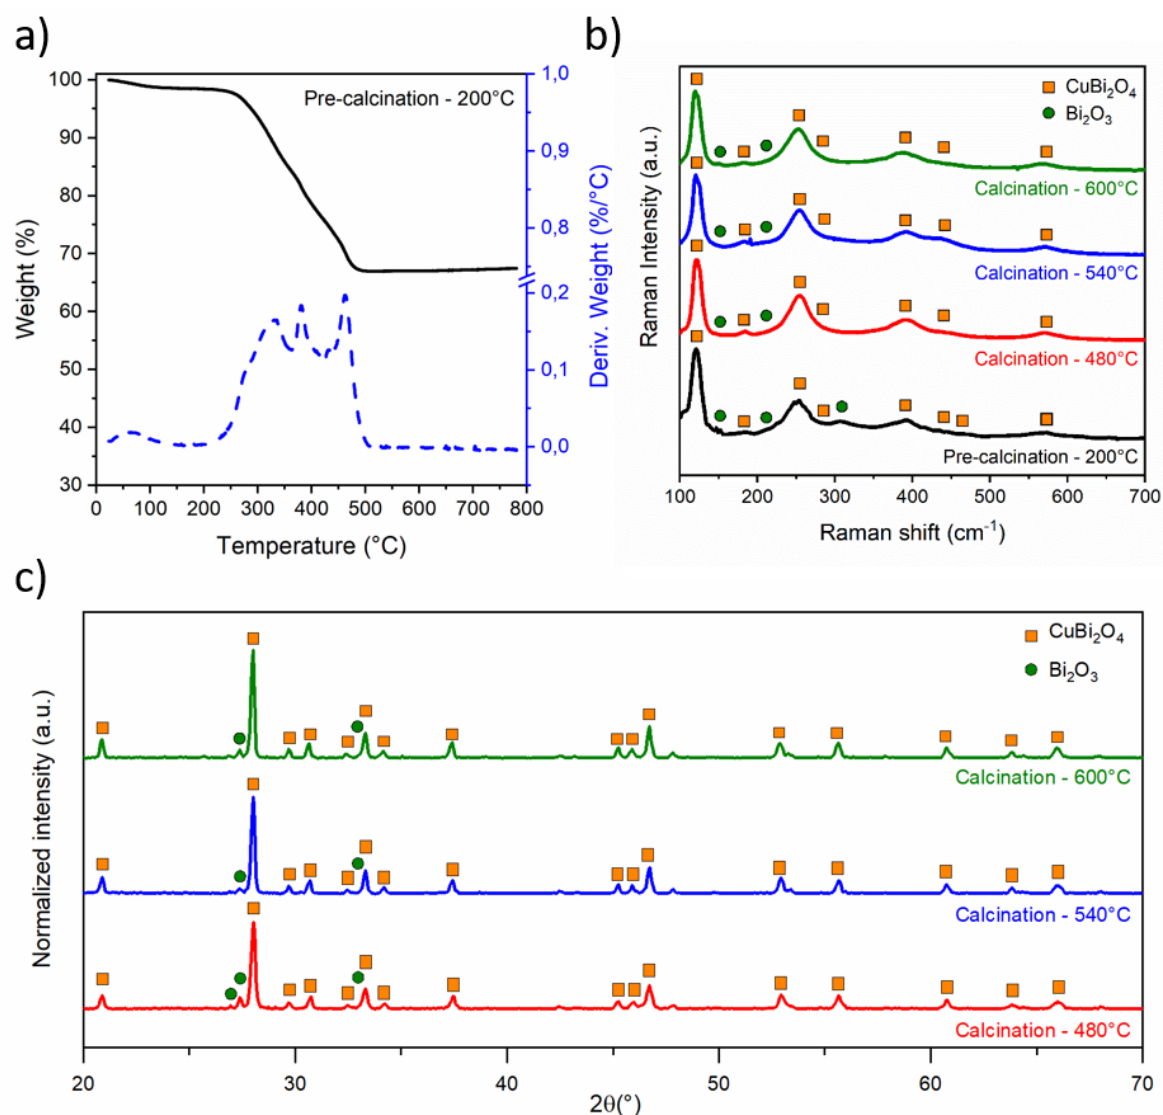 a)
Pre-calcination - 200°C
Weight (%)
100
90
80
70
60
50
40
30
0 100 200 300 400 500 600 700 800
Temperature (°C)
1,0
0,9
0,8
0,2
0,1
0,0
Deriv. Weight (%/°C)
b)
CuBi₂O₄
Bi₂O₃
Calcination - 600°C
Calcination - 540°C
Calcination - 480°C
Pre-calcination - 200°C
Raman Intensity (a.u.)
100 200 300 400 500 600 700
Raman shift (cm⁻¹)
c)
CuBi₂O₄
Bi₂O₃
Calcination - 600°C
Calcination - 540°C
Calcination - 480°C
Normalized intensity (a.u.)
20 30 40 50 60 70
2θ(°)